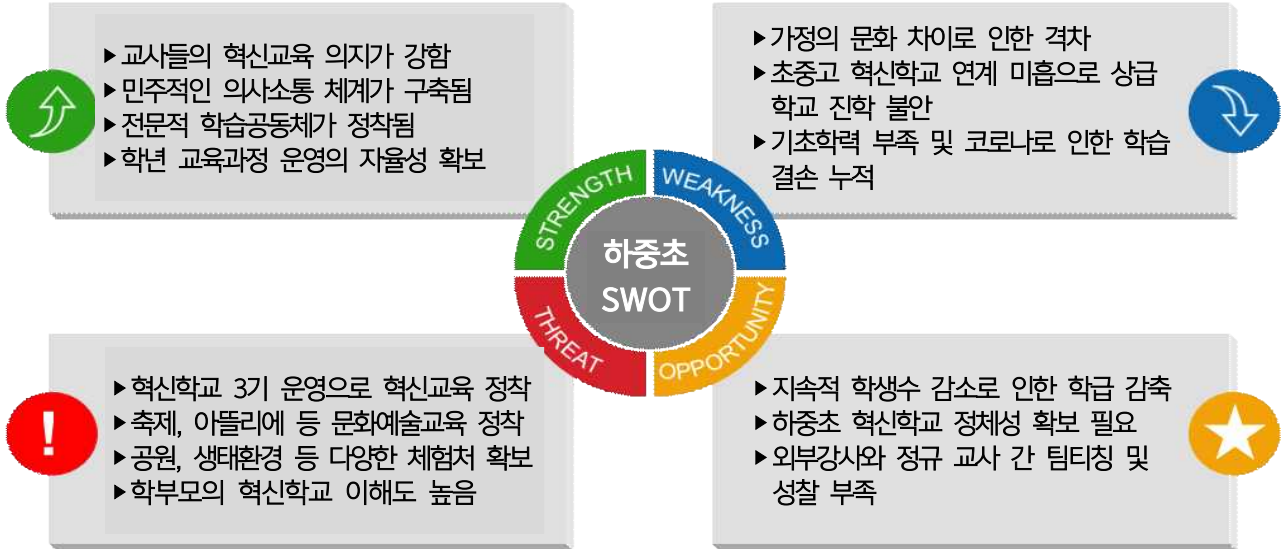 ▶교사들의 혁신교육 의지가 강함
▶민주적인 의사소통 체계가 구축됨
▶전문적 학습공동체가 정착됨
▶학년 교육과정 운영의 자율성 확보
▶가정의 문화 차이로 인한 격차
▶초중고 혁신학교 연계 미흡으로 상급
학교 진학 불안
▶기초학력 부족 및 코로나로 인한 학습
결손 누적
STRENGTH
WEAKNESS
하중초
SWOT
THREAT
OPPORTUNITY
▶혁신학교 3기 운영으로 혁신교육 정착
▶축제, 아뜰리에 등 문화예술교육 정착
▶공원, 생태환경 등 다양한 체험처 확보
▶학부모의 혁신학교 이해도 높음
▶지속적 학생수 감소로 인한 학급 감축
▶하중초 혁신학교 정체성 확보 필요
▶외부강사와 정규 교사 간 팀티칭 및
성찰 부족